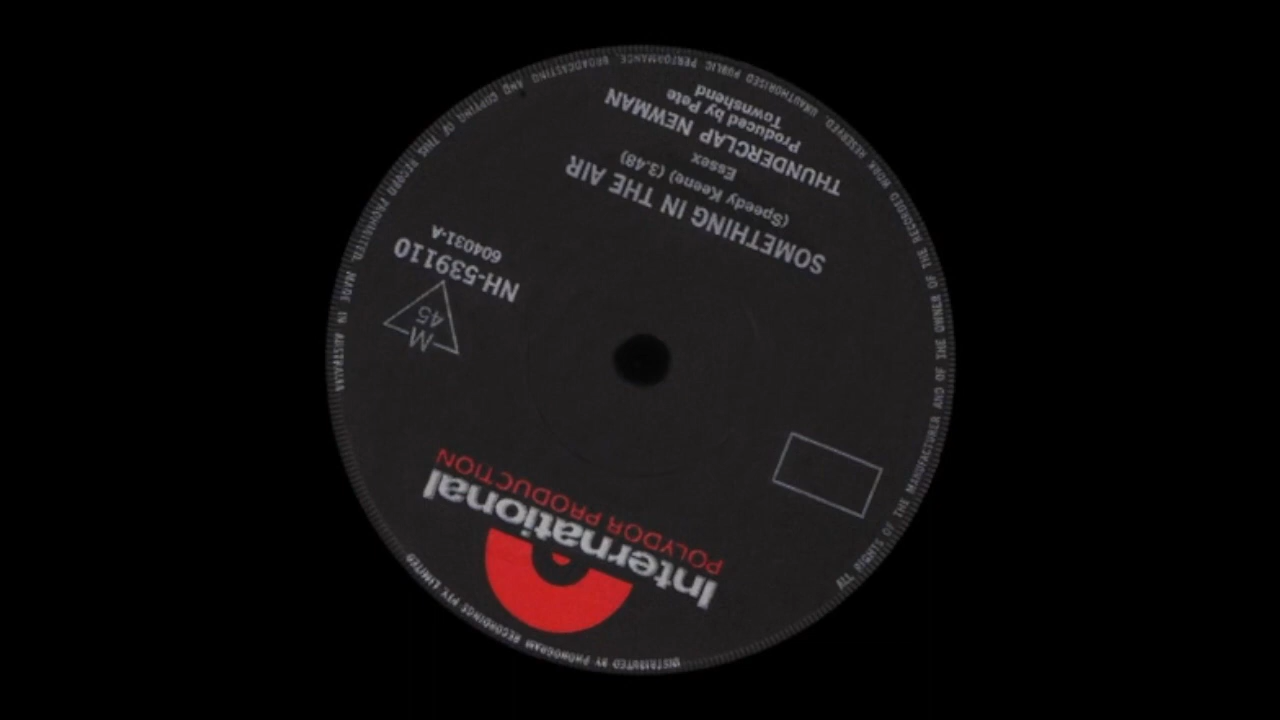 International
POLYDOR PRODUCTION
M
45
NH-539110
604031-A
SOMETHING IN THE AIR
(Speedy Keene) (3.48)
Essex
THUNDERCLAP NEWMAN
Produced by Pete
Townshend
ALL RIGHTS OF THE MANUFACTURER AND OF THE OWNER OF THE RECORDED WORK RESERVED. UNAUTHORISED PUBLIC PERFORMANCE BROADCASTING AND COPYING OF THIS RECORD PROHIBITED. MADE IN AUSTRALIA
DISTRIBUTED BY PHONOGRAM RECORDINGS PTY. LIMITED